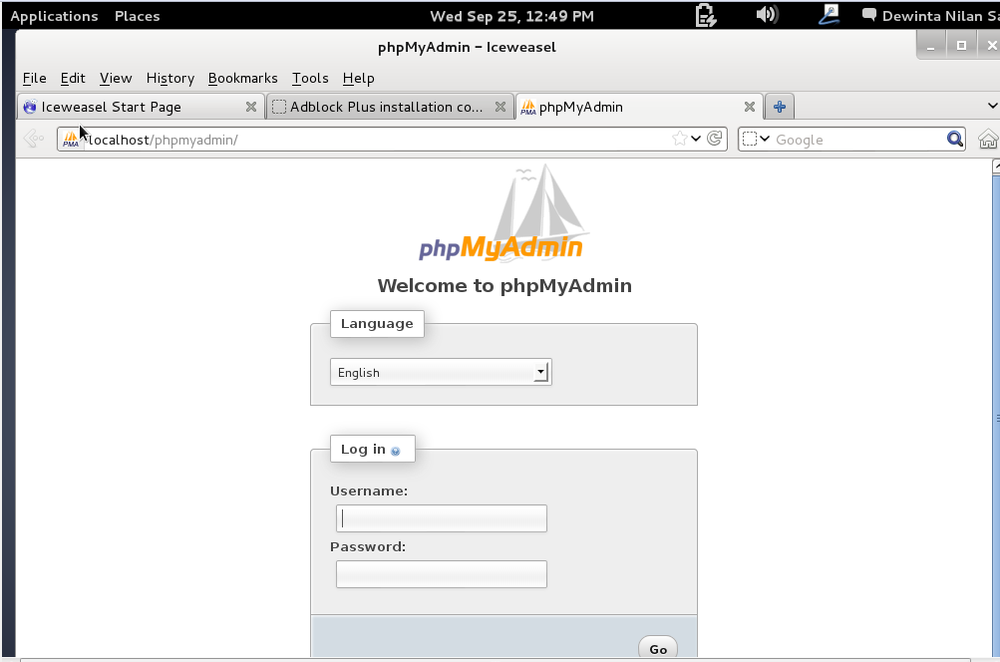 Applications Places Wed Sep 25, 12:49 PM Dewinta Nilan Sa
phpMyAdmin – Iceweasel
File Edit View History Bookmarks Tools Help
Iceweasel Start Page Adblock Plus installation co... PMA phpMyAdmin
PMA localhost/phpmyadmin/ Google
phpMyAdmin
Welcome to phpMyAdmin
Language
English
Log in
Username:
Password:
Go